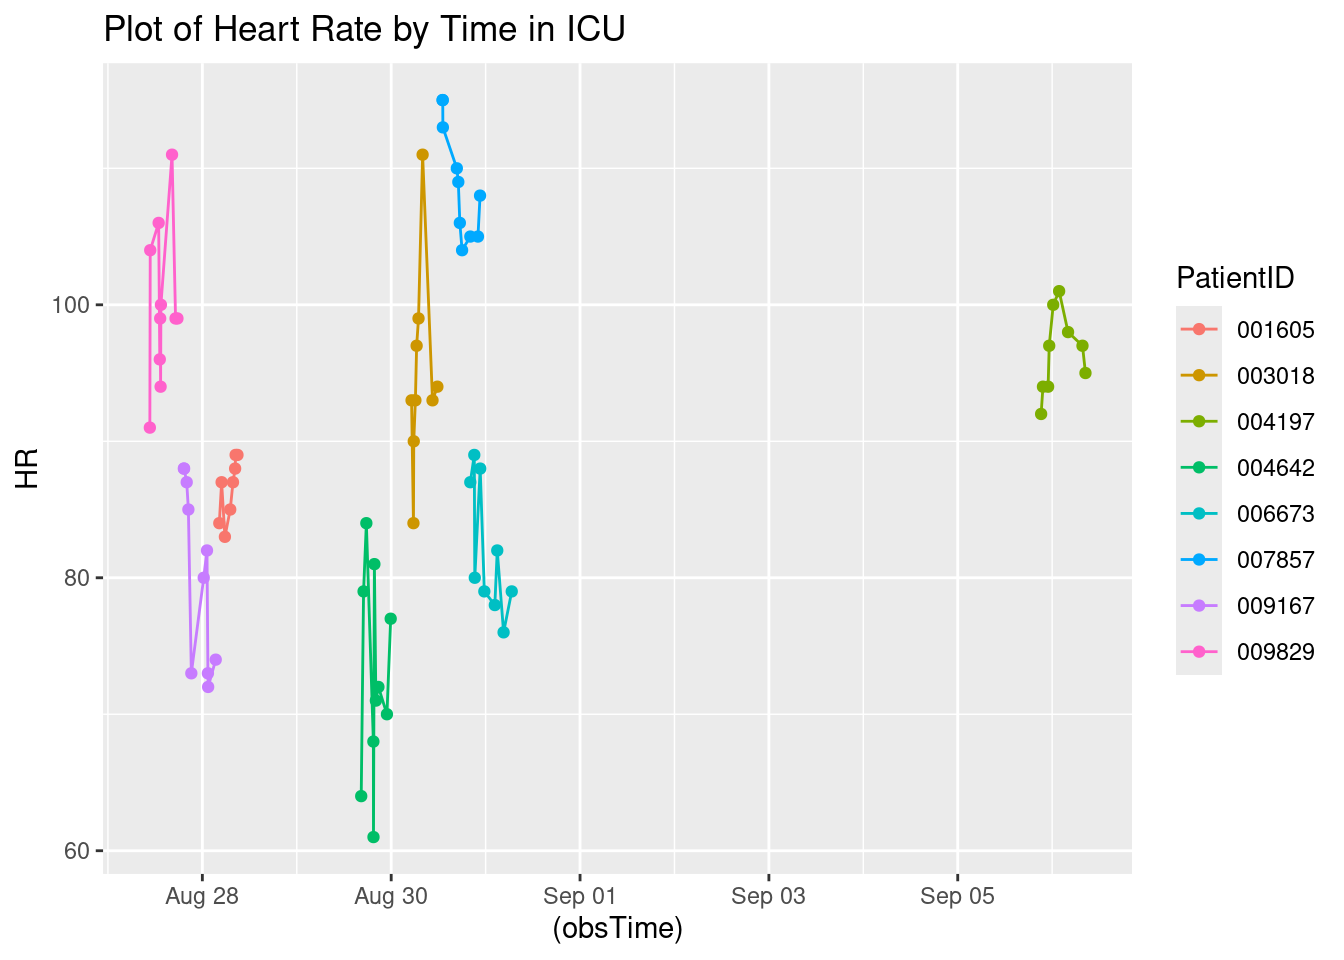 Plot of Heart Rate by Time in ICU
HR
100
80
60
Aug 28
Aug 30
Sep 01
Sep 03
Sep 05
(obsTime)
PatientID
001605
003018
004197
004642
006673
007857
009167
009829